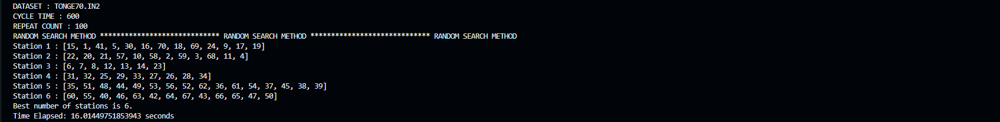 DATASET : TONGE70.IN2
CYCLE TIME : 600
REPEAT COUNT : 100
RANDOM SEARCH METHOD ***************************** RANDOM SEARCH METHOD ***************************** RANDOM SEARCH METHOD
Station 1 : [15, 1, 41, 5, 30, 16, 70, 18, 69, 24, 9, 17, 19]
Station 2 : [22, 20, 21, 57, 10, 58, 2, 59, 3, 68, 11, 4]
Station 3 : [6, 7, 8, 12, 13, 14, 23]
Station 4 : [31, 32, 25, 29, 33, 27, 26, 28, 34]
Station 5 : [35, 51, 48, 44, 49, 53, 56, 52, 62, 36, 61, 54, 37, 45, 38, 39]
Station 6 : [60, 55, 40, 46, 63, 42, 64, 67, 43, 66, 65, 47, 50]
Best number of stations is 6.
Time Elapsed: 16.01449751853943 seconds